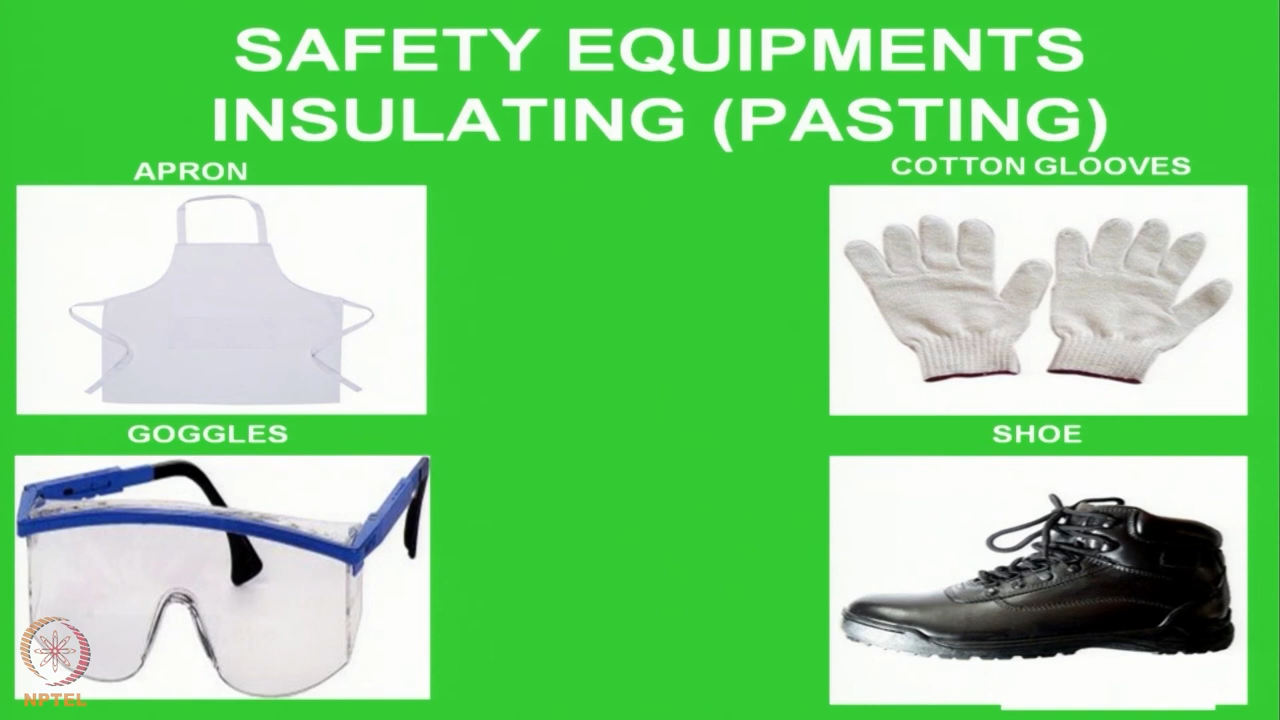 SAFETY EQUIPMENTS
INSULATING (PASTING)
APRON
COTTON GLOOVES
GOGGLES
SHOE
NPTEL